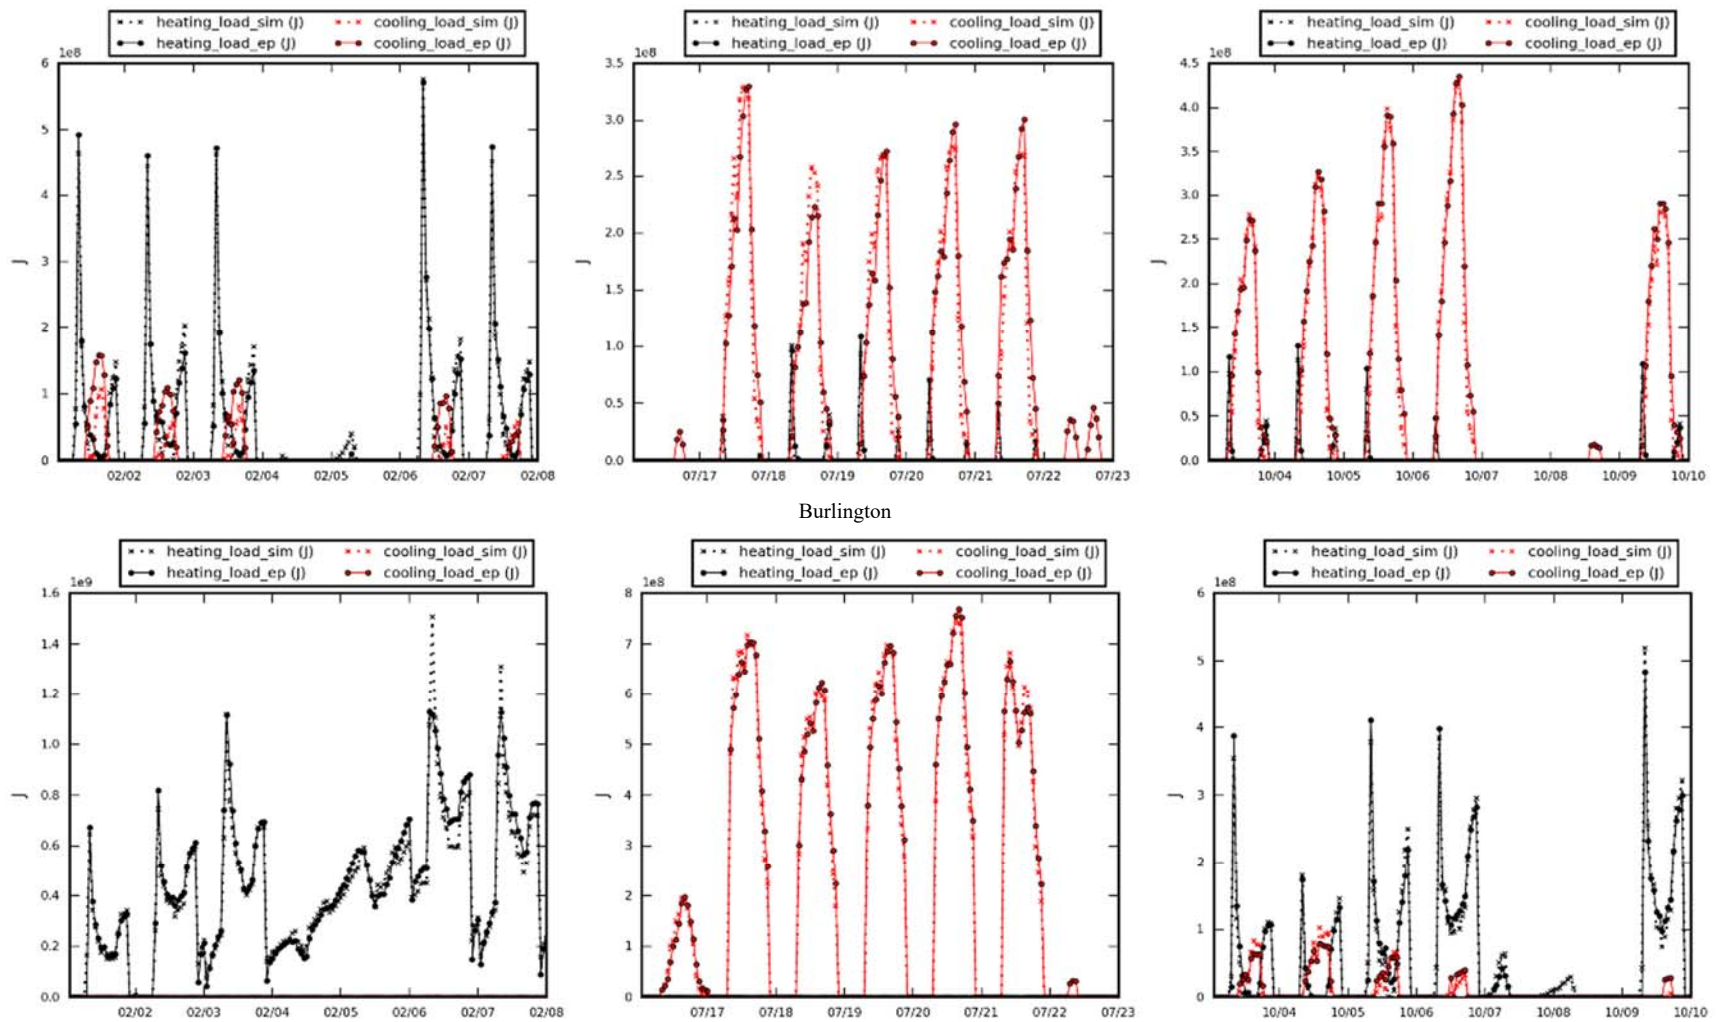 heating_load_sim (J) cooling_load_sim (J)
heating_load_ep (J) cooling_load_ep (J)
1e8
6
5
4
3
2
1
0
J
02/02 02/03 02/04 02/05 02/06 02/07 02/08
heating_load_sim (J) cooling_load_sim (J)
heating_load_ep (J) cooling_load_ep (J)
1e8
3.5
3.0
2.5
2.0
1.5
1.0
0.5
0.0
J
07/17 07/18 07/19 07/20 07/21 07/22 07/23
heating_load_sim (J) cooling_load_sim (J)
heating_load_ep (J) cooling_load_ep (J)
1e8
4.5
4.0
3.5
3.0
2.5
2.0
1.5
1.0
0.5
0.0
J
10/04 10/05 10/06 10/07 10/08 10/09 10/10
Burlington
heating_load_sim (J) cooling_load_sim (J)
heating_load_ep (J) cooling_load_ep (J)
1e9
1.6
1.4
1.2
1.0
0.8
0.6
0.4
0.2
0.0
J
02/02 02/03 02/04 02/05 02/06 02/07 02/08
heating_load_sim (J) cooling_load_sim (J)
heating_load_ep (J) cooling_load_ep (J)
1e8
8
7
6
5
4
3
2
1
0
J
07/17 07/18 07/19 07/20 07/21 07/22 07/23
heating_load_sim (J) cooling_load_sim (J)
heating_load_ep (J) cooling_load_ep (J)
1e8
6
5
4
3
2
1
0
J
10/04 10/05 10/06 10/07 10/08 10/09 10/10